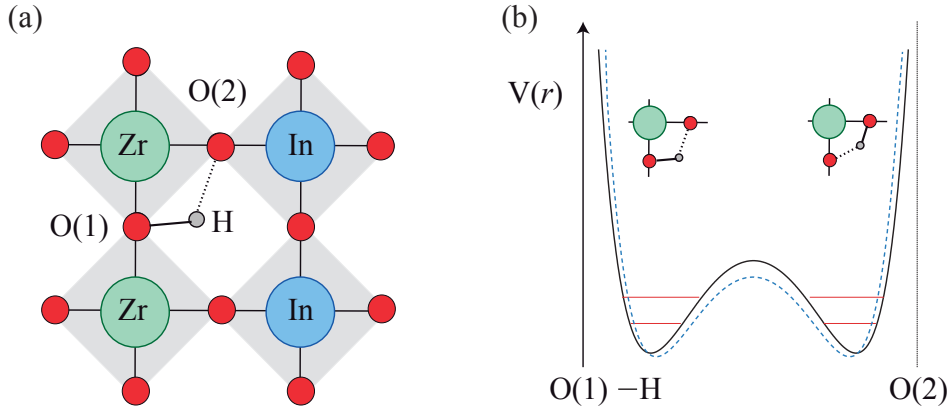 (a)
O(2)
Zr
In
O(1)
H
Zr
In
(b)
V(r)
O(1) −H
O(2)